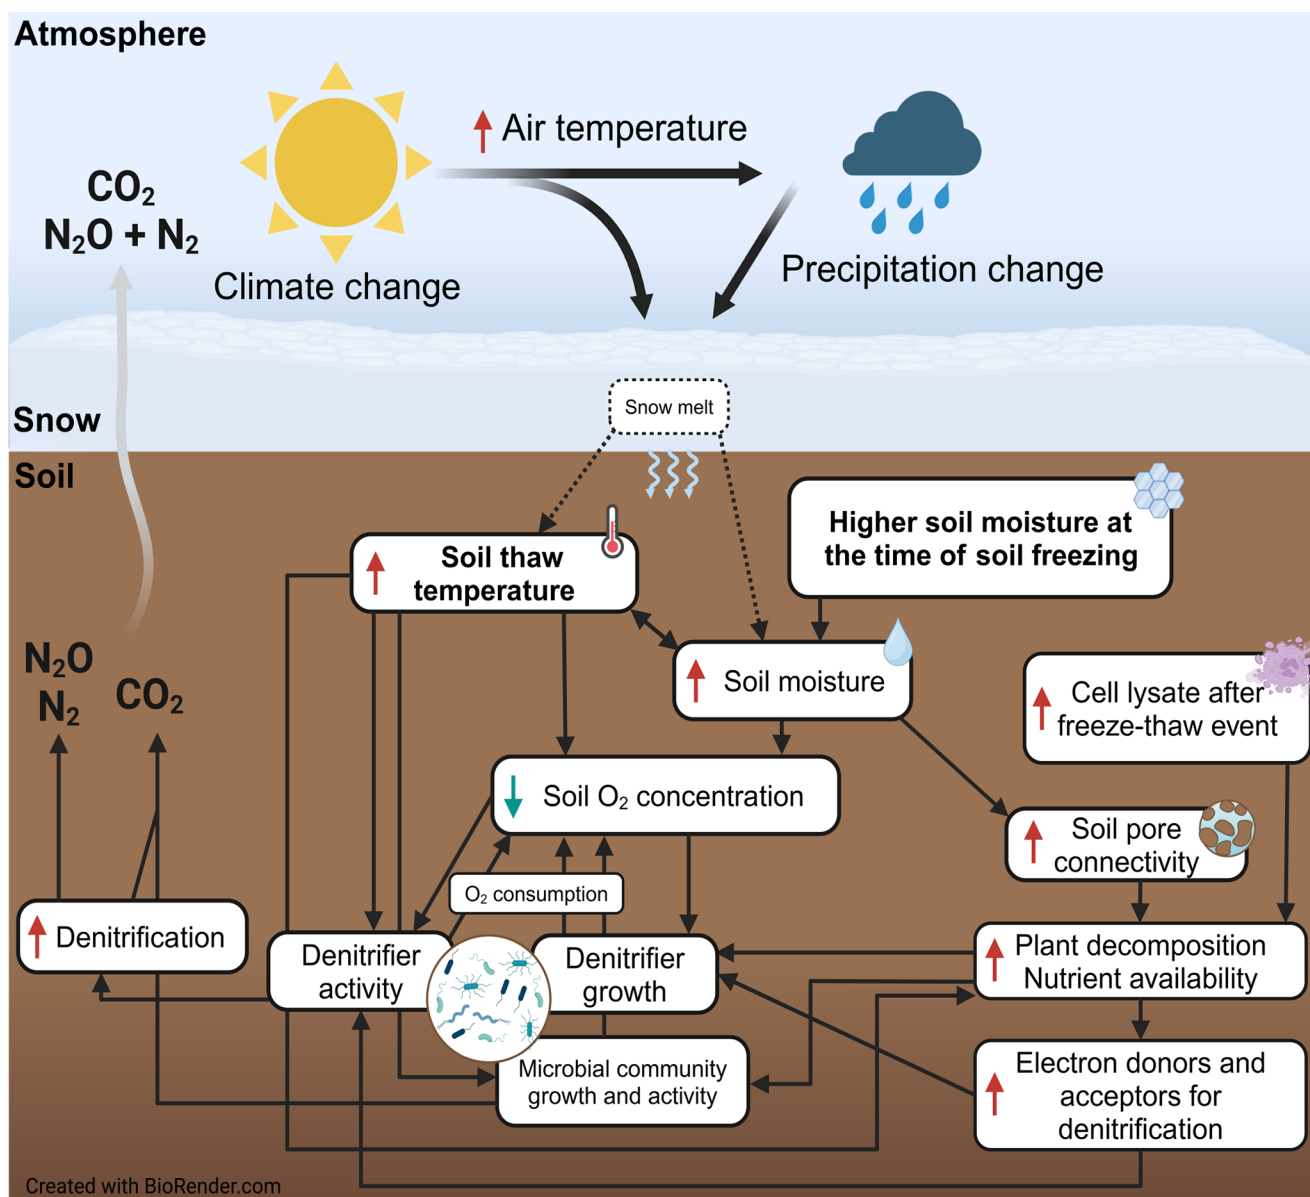 Atmosphere
Air temperature
CO₂
N₂O + N₂
Climate change
Precipitation change
Snow melt
Snow
Soil
Higher soil moisture at
the time of soil freezing
Soil thaw
temperature
N₂O
N₂
CO₂
Soil moisture
Cell lysate after
freeze-thaw event
Soil O₂ concentration
Soil pore
connectivity
O₂ consumption
Denitrification
Denitrifier
activity
Denitrifier
growth
Plant decomposition
Nutrient availability
Microbial community
growth and activity
Electron donors and
acceptors for
denitrification
Created with BioRender.com